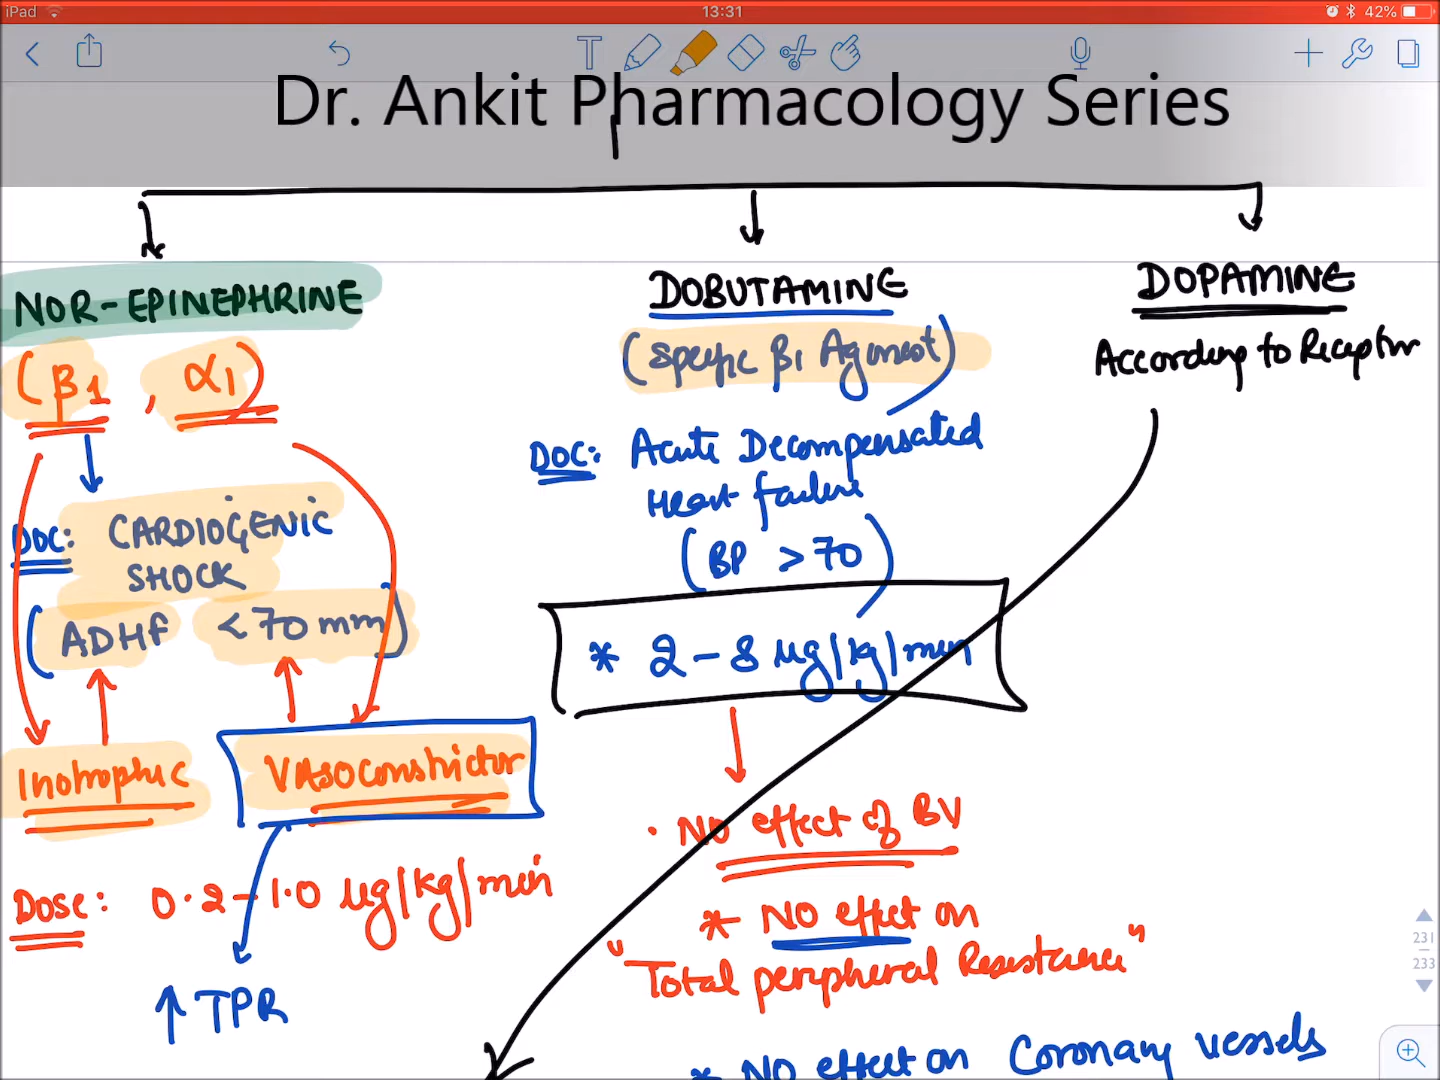 iPad 13:31 42%
T
Dr. Ankit Pharmacology Series
NOR-EPINEPHRINE
(β1, α1)
DOC: CARDIOGENIC
SHOCK
(ADHF <70 mm)
Inotrophic
Vasoconstrictor
Dose: 0.2-1.0 µg/kg/min
↑ TPR
DOBUTAMINE
(Specific β1 Agonist)
DOC: Acute Decompensated
Heart failure
(BP >70)
* 2-8 µg/kg/min
· NO effect of BV
* NO effect on
"Total peripheral Resistance"
* NO effect on Coronary vessels
DOPAMINE
According to Receptor
231
233